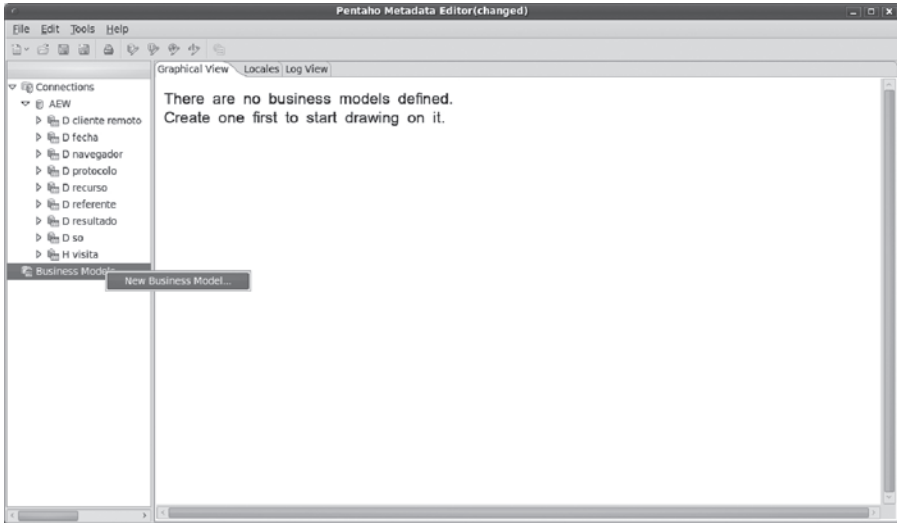 Pentaho Metadata Editor(changed)
File Edit Tools Help
Graphical View Locales Log View
Connections
AEW
D cliente remoto
D fecha
D navegador
D protocolo
D recurso
D referente
D resultado
D so
H visita
Business Models
New Business Model...
There are no business models defined.
Create one first to start drawing on it.